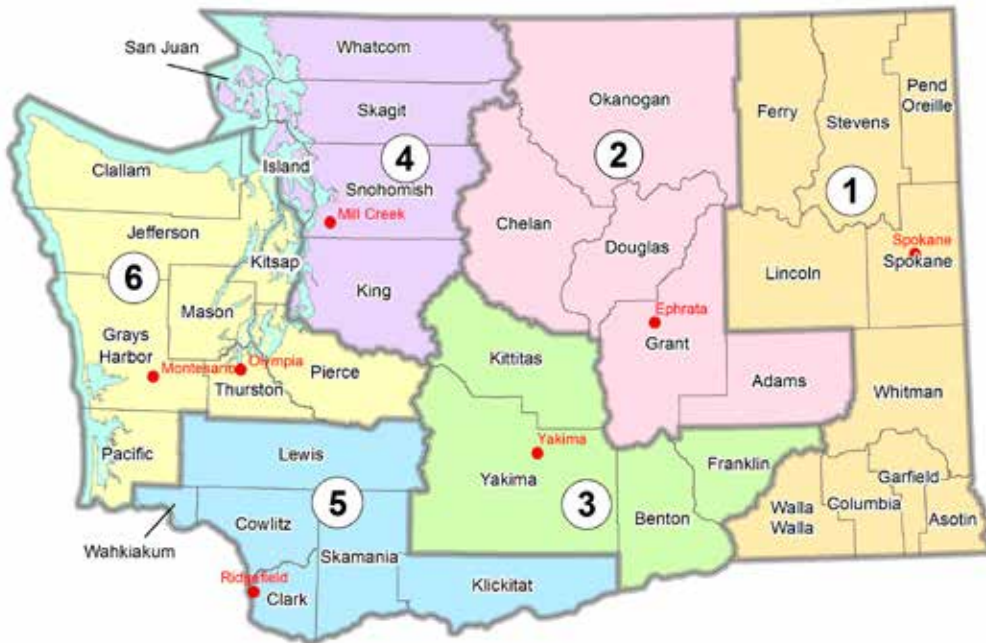 San Juan
Whatcom
Skagit
Island
4
Snohomish
Mill Creek
King
Okanogan
2
Chelan
Douglas
Ephrata
Grant
Adams
Ferry
Stevens
Pend
Oreille
1
Spokane
Spokane
Lincoln
Whitman
Garfield
Columbia
Walla
Walla
Asotin
Clallam
Jefferson
6
Kitsap
Mason
Grays
Harbor
Montesano
Olympia
Thurston
Pierce
Pacific
Kittitas
Yakima
Yakima
3
Franklin
Benton
Lewis
5
Cowlitz
Wahkiakum
Skamania
Ridgefield
Clark
Klickitat